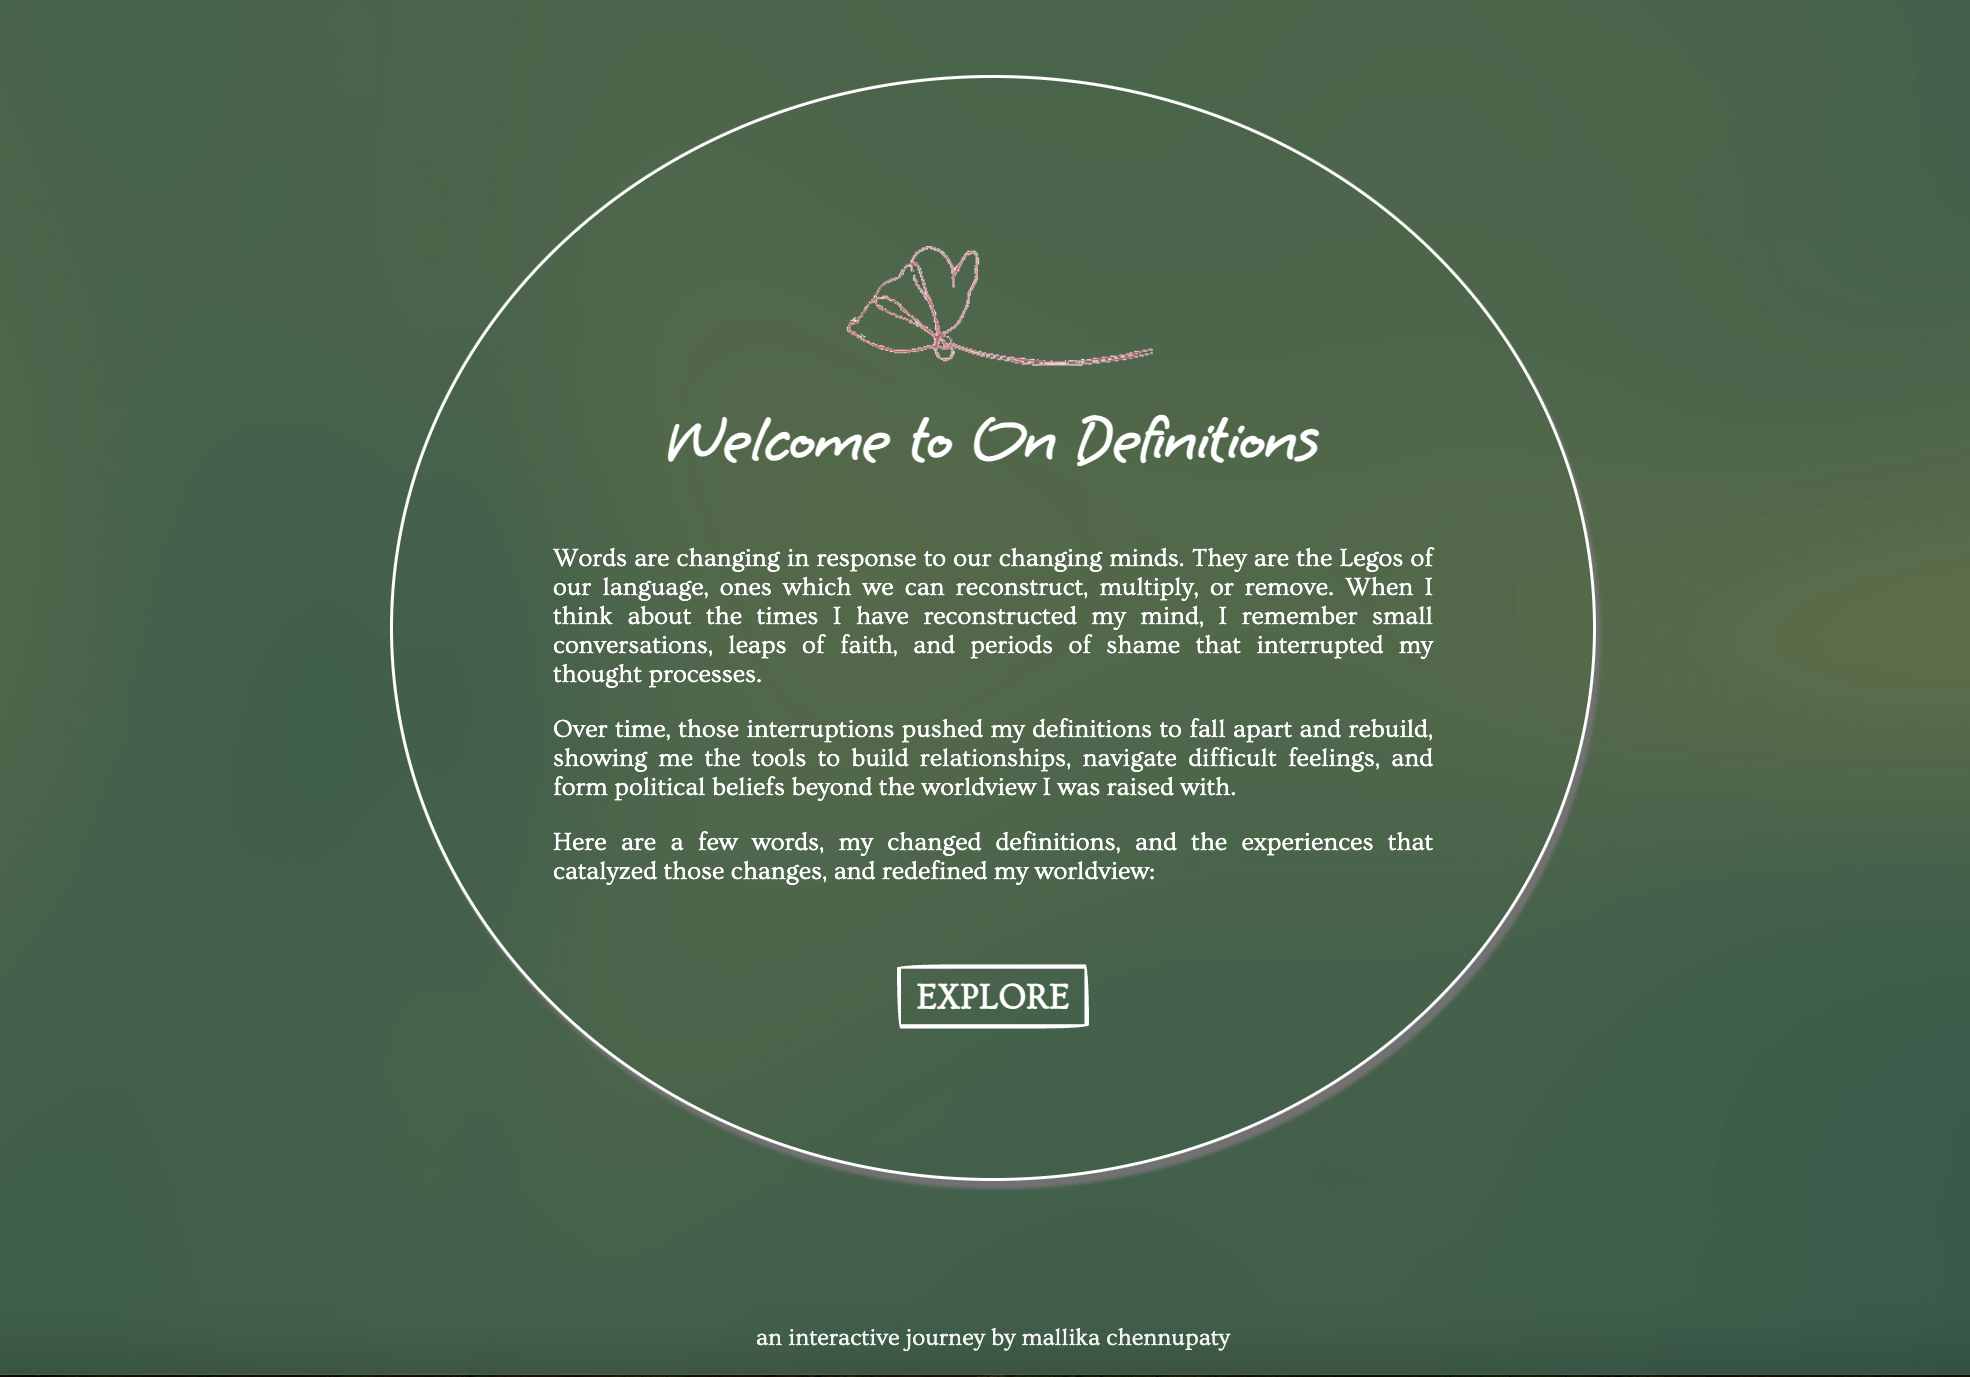 Welcome to On Definitions
Words are changing in response to our changing minds. They are the Legos of
our language, ones which we can reconstruct, multiply, or remove. When I
think about the times I have reconstructed my mind, I remember small
conversations, leaps of faith, and periods of shame that interrupted my
thought processes.
Over time, those interruptions pushed my definitions to fall apart and rebuild,
showing me the tools to build relationships, navigate difficult feelings, and
form political beliefs beyond the worldview I was raised with.
Here are a few words, my changed definitions, and the experiences that
catalyzed those changes, and redefined my worldview:
EXPLORE
an interactive journey by mallika chennupaty